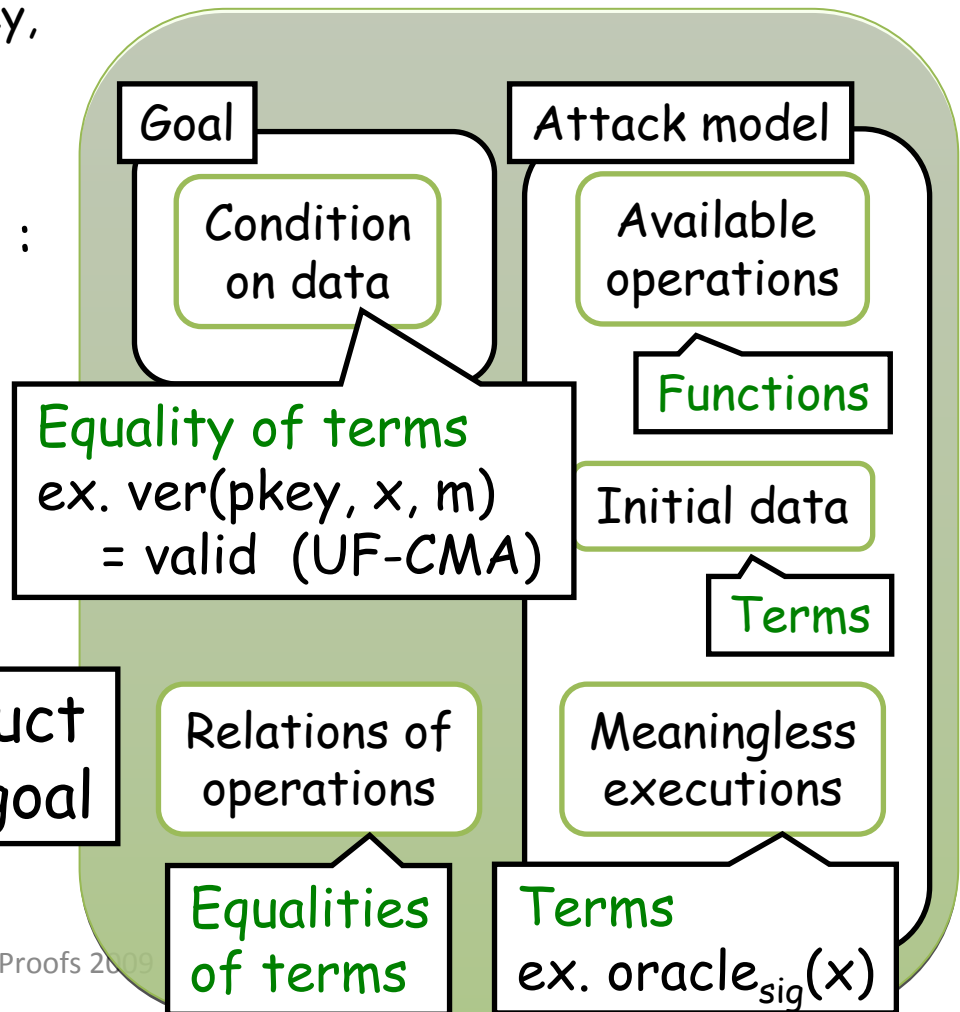 y,
Goal
Attack model
:
Condition
on data
Available
operations
Functions
Equality of terms
ex. ver(pkey, x, m)
= valid (UF-CMA)
Initial data
Terms
uct
goal
Relations of
operations
Meaningless
executions
Equalities
of terms
Terms
ex. oracle_sig(x)
Proofs 2009